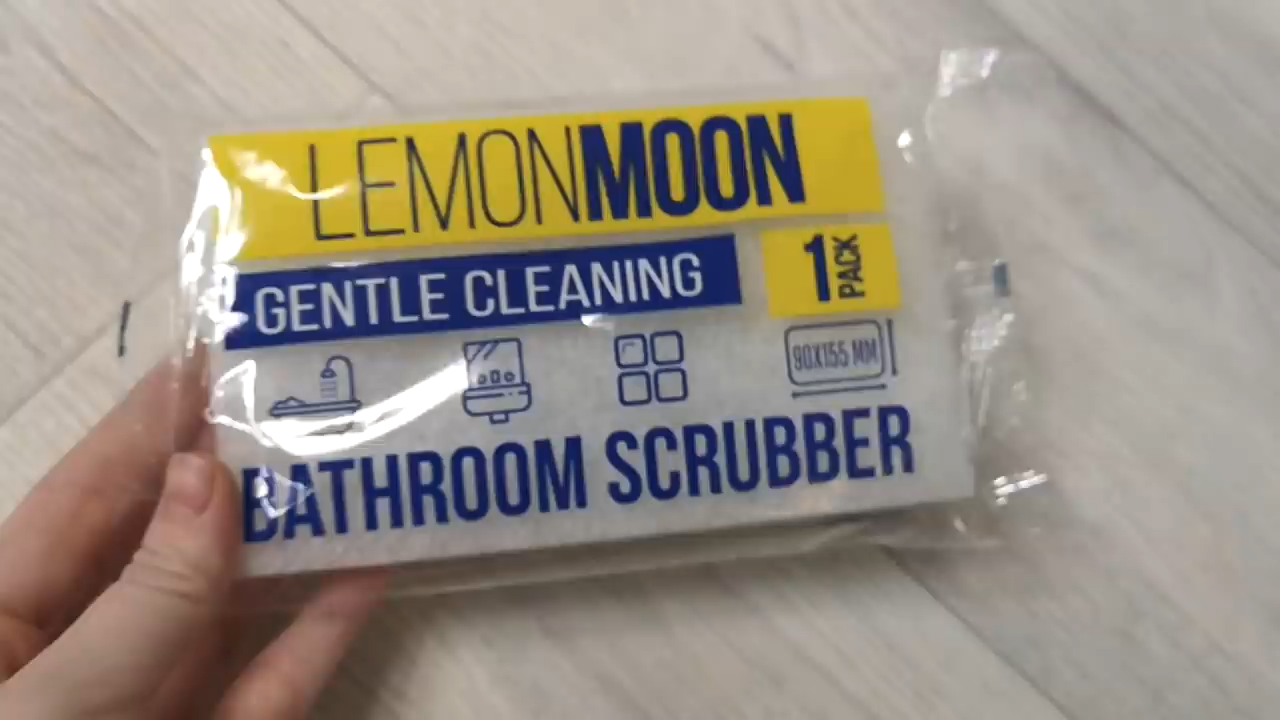 LEMONMOON
GENTLE CLEANING
1 PACK
90X155 MM
BATHROOM SCRUBBER